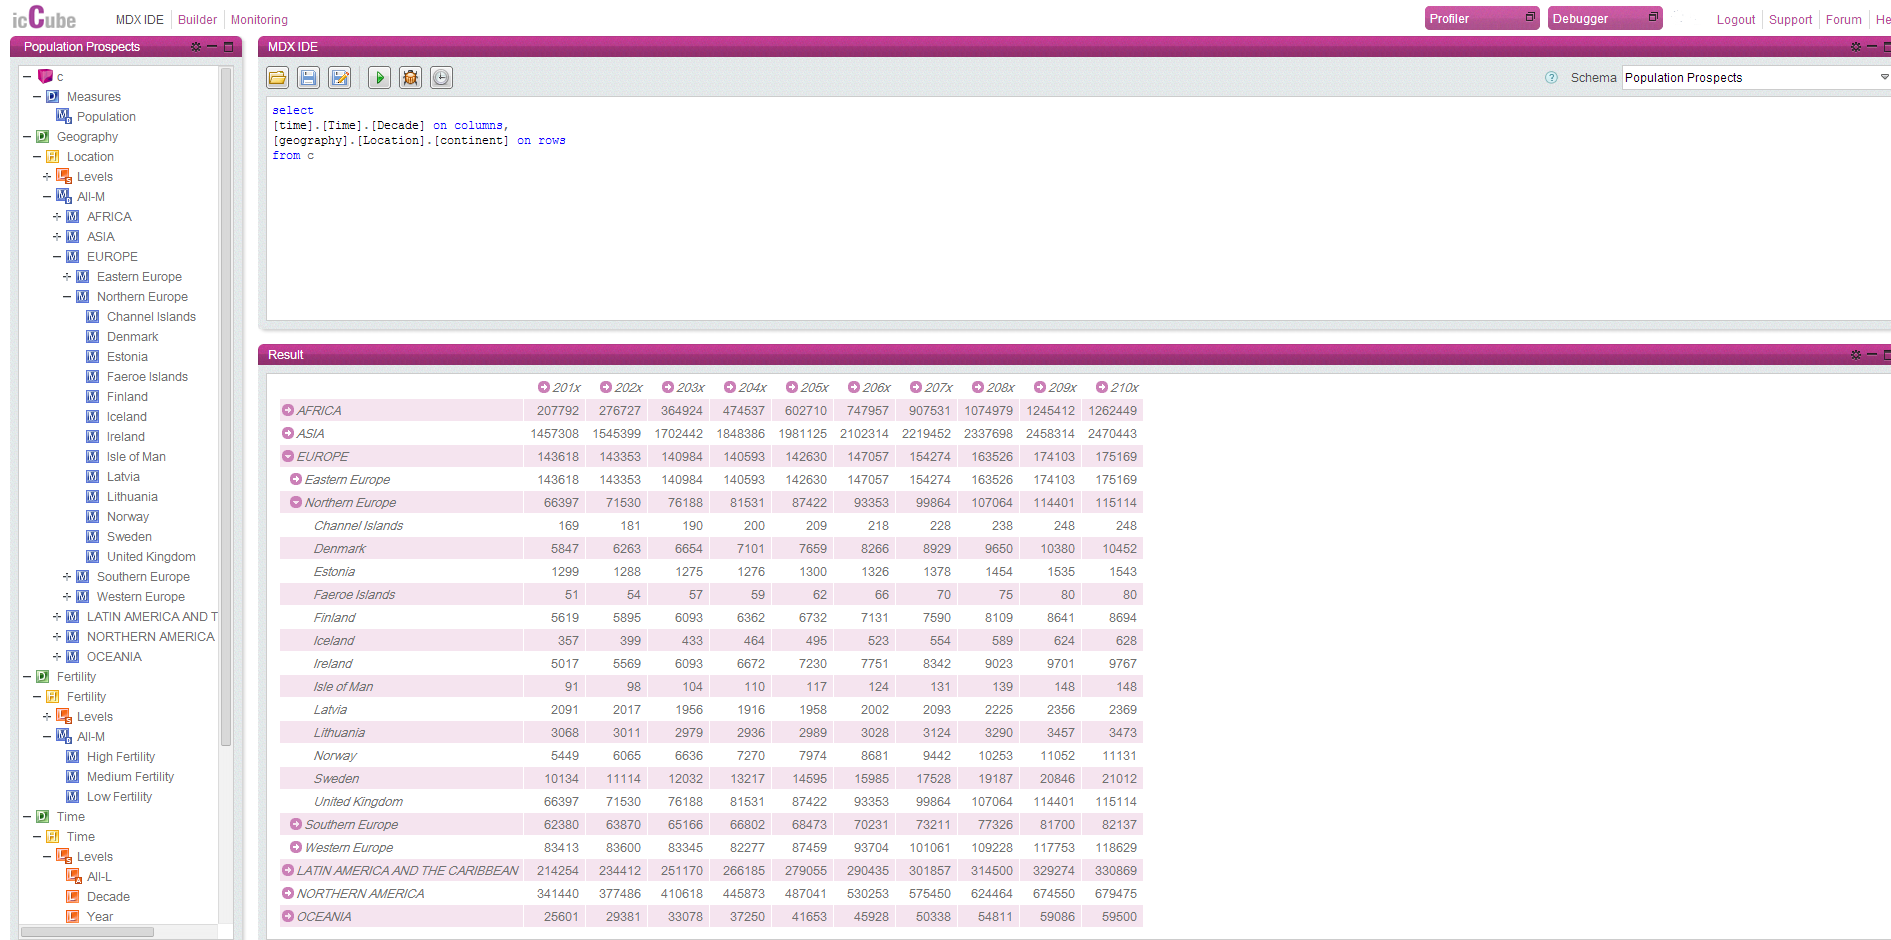 icCube MDX IDE Builder Monitoring Profiler Debugger Logout Support Forum He
Population Prospects
c
Measures
Population
Geography
Location
Levels
All-M
AFRICA
ASIA
EUROPE
Eastern Europe
Northern Europe
Channel Islands
Denmark
Estonia
Faeroe Islands
Finland
Iceland
Ireland
Isle of Man
Latvia
Lithuania
Norway
Sweden
United Kingdom
Southern Europe
Western Europe
LATIN AMERICA AND T
NORTHERN AMERICA
OCEANIA
Fertility
Fertility
Levels
All-M
High Fertility
Medium Fertility
Low Fertility
Time
Time
Levels
All-L
Decade
Year
MDX IDE
Schema Population Prospects
select
[time].[Time].[Decade] on columns,
[geography].[Location].[continent] on rows
from c
Result
201x 202x 203x 204x 205x 206x 207x 208x 209x 210x
AFRICA 207792 276727 364924 474537 602710 747957 907531 1074979 1245412 1262449
ASIA 1457308 1545399 1702442 1848386 1981125 2102314 2219452 2337698 2458314 2470443
EUROPE 143618 143353 140984 140593 142630 147057 154274 163526 174103 175169
Eastern Europe 143618 143353 140984 140593 142630 147057 154274 163526 174103 175169
Northern Europe 66397 71530 76188 81531 87422 93353 99864 107064 114401 115114
Channel Islands 169 181 190 200 209 218 228 238 248 248
Denmark 5847 6263 6654 7101 7659 8266 8929 9650 10380 10452
Estonia 1299 1288 1275 1276 1300 1326 1378 1454 1535 1543
Faeroe Islands 51 54 57 59 62 66 70 75 80 80
Finland 5619 5895 6093 6362 6732 7131 7590 8109 8641 8694
Iceland 357 399 433 464 495 523 554 589 624 628
Ireland 5017 5569 6093 6672 7230 7751 8342 9023 9701 9767
Isle of Man 91 98 104 110 117 124 131 139 148 148
Latvia 2091 2017 1956 1916 1958 2002 2093 2225 2356 2369
Lithuania 3068 3011 2979 2936 2989 3028 3124 3290 3457 3473
Norway 5449 6065 6636 7270 7974 8681 9442 10253 11052 11131
Sweden 10134 11114 12032 13217 14595 15985 17528 19187 20846 21012
United Kingdom 66397 71530 76188 81531 87422 93353 99864 107064 114401 115114
Southern Europe 62380 63870 65166 66802 68473 70231 73211 77326 81700 82137
Western Europe 83413 83600 83345 82277 87459 93704 101061 109228 117753 118629
LATIN AMERICA AND THE CARIBBEAN 214254 234412 251170 266185 279055 290435 301857 314500 329274 330869
NORTHERN AMERICA 341440 377486 410618 445873 487041 530253 575450 624464 674550 679475
OCEANIA 25601 29381 33078 37250 41653 45928 50338 54811 59086 59500